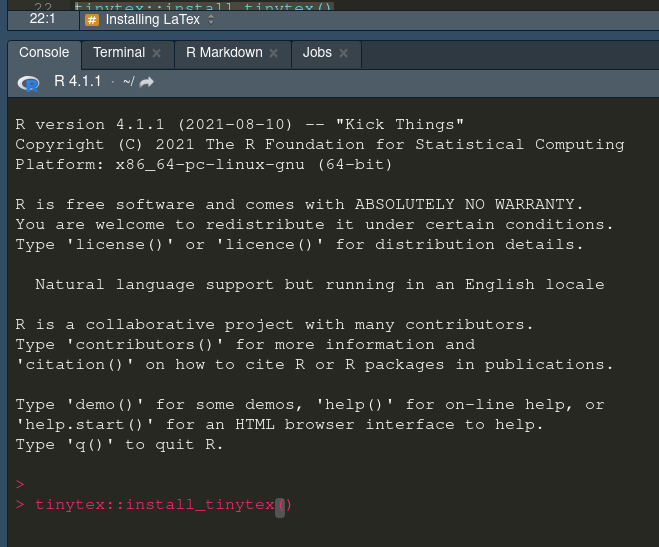 22 tinytex::install_tinytex()
22:1 # Installing LaTex
Console Terminal R Markdown Jobs
R 4.1.1 · ~/
R version 4.1.1 (2021-08-10) -- "Kick Things"
Copyright (C) 2021 The R Foundation for Statistical Computing
Platform: x86_64-pc-linux-gnu (64-bit)
R is free software and comes with ABSOLUTELY NO WARRANTY.
You are welcome to redistribute it under certain conditions.
Type 'license()' or 'licence()' for distribution details.
Natural language support but running in an English locale
R is a collaborative project with many contributors.
Type 'contributors()' for more information and
'citation()' on how to cite R or R packages in publications.
Type 'demo()' for some demos, 'help()' for on-line help, or
'help.start()' for an HTML browser interface to help.
Type 'q()' to quit R.
>
> tinytex::install_tinytex()